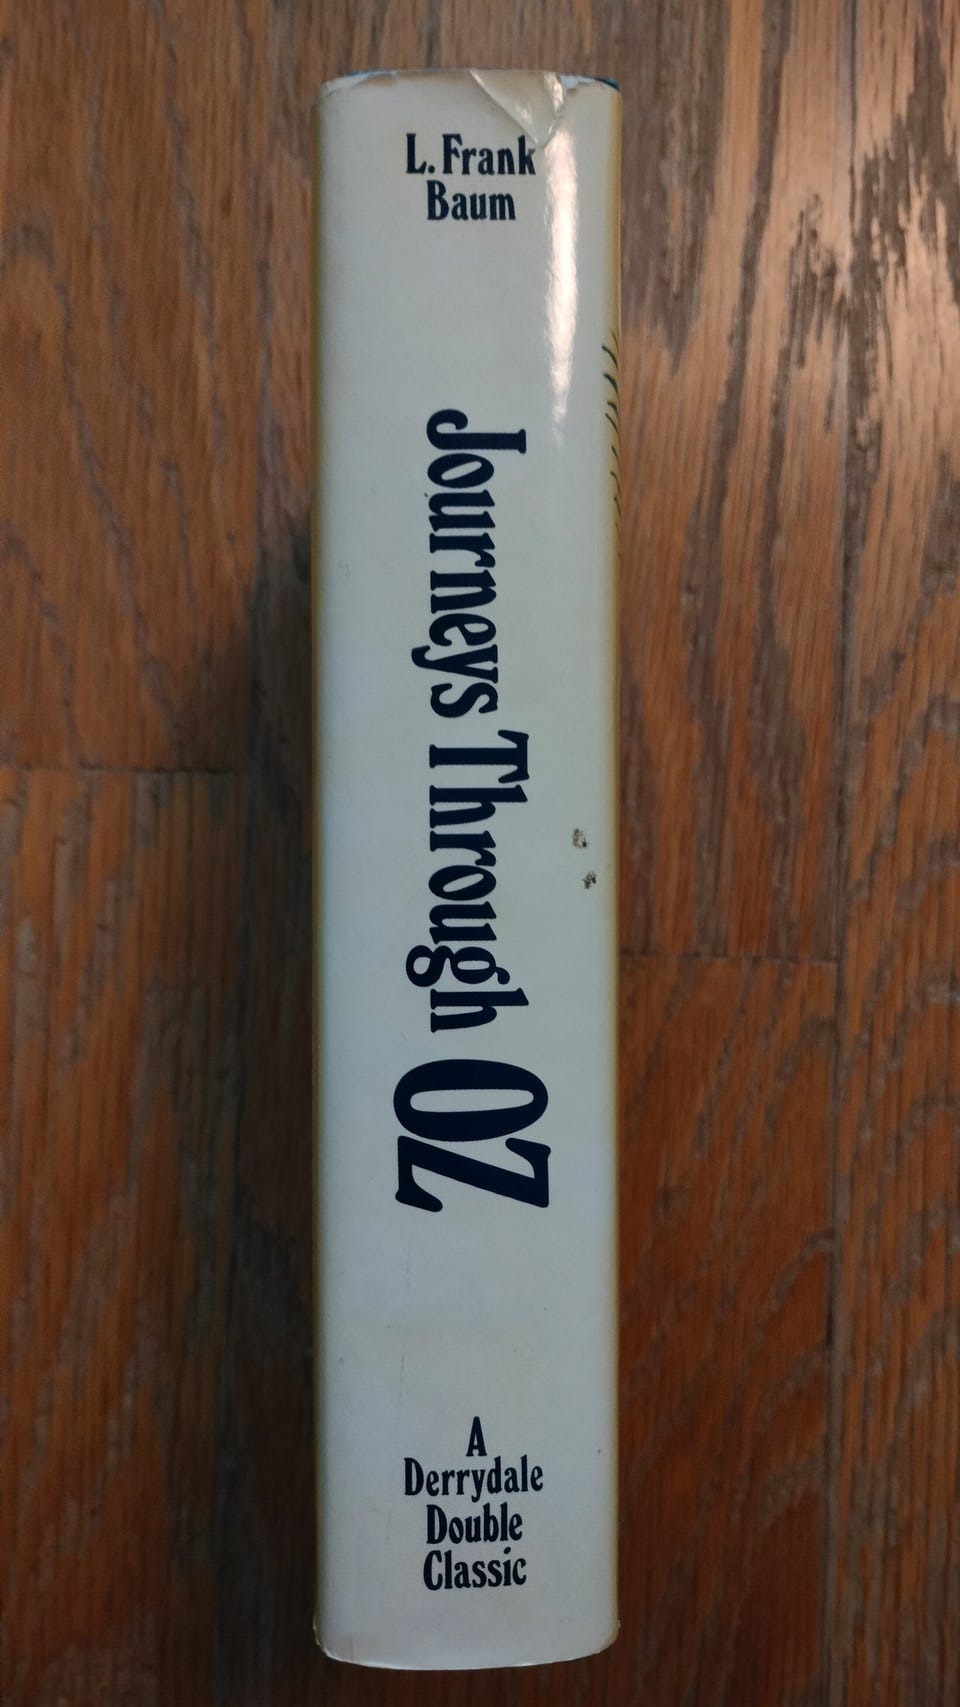 L. Frank
Baum
Journeys Through OZ
A
Derrydale
Double
Classic